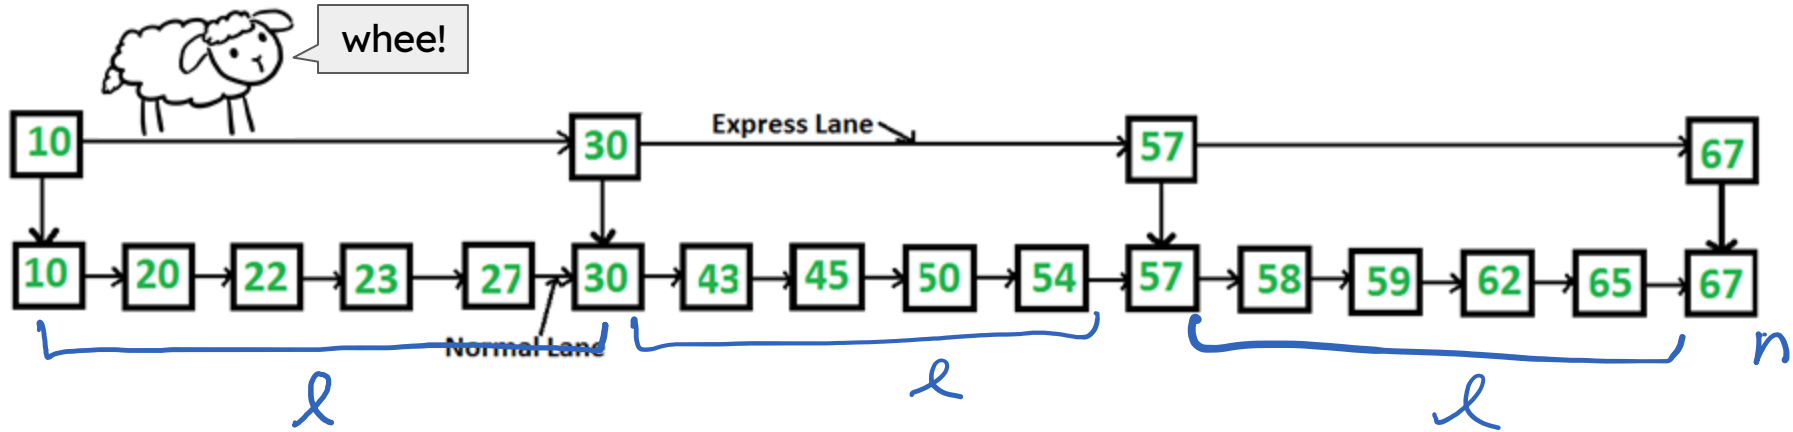 whee!
Express Lane
10 30 57 67
10 20 22 23 27 30 43 45 50 54 57 58 59 62 65 67
Normal Lane
l l l n